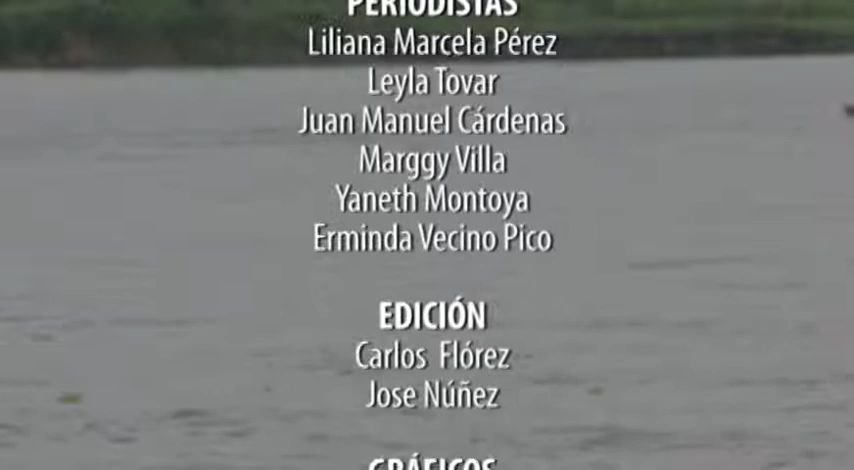 PERIODISTAS
Liliana Marcela Pérez
Leyla Tovar
Juan Manuel Cárdenas
Marggy Villa
Yaneth Montoya
Erminda Vecino Pico
EDICIÓN
Carlos Flórez
Jose Núñez
GRÁFICOS